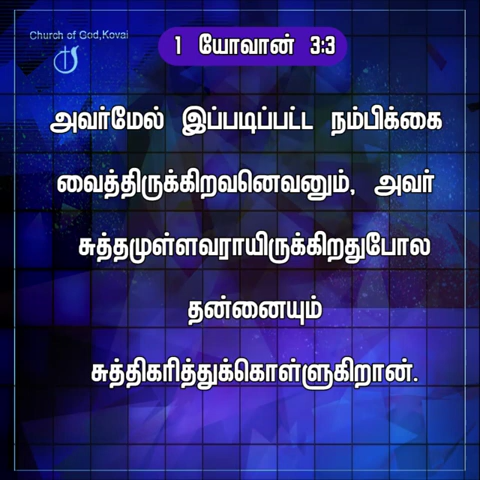 Church of God,Kovai
1 யோவான் 3:3
அவர்மேல் இப்படிப்பட்ட நம்பிக்கை
வைத்திருக்கிறவனெவனும், அவர்
சுத்தமுள்ளவராயிருக்கிறதுபோல
தன்னையும்
சுத்திகரித்துக்கொள்ளுகிறான்.